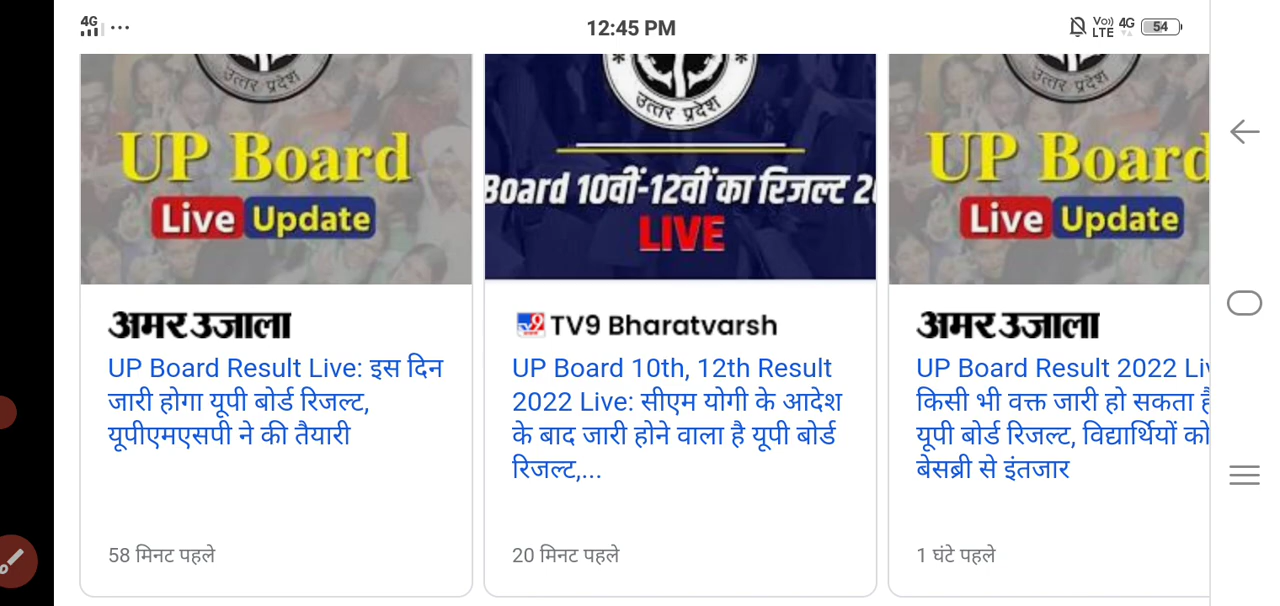 4G ...
12:45 PM
Vo) LTE 4G 54
उत्तर प्रदेश
UP Board
Live Update
अमर उजाला
UP Board Result Live: इस दिन
जारी होगा यूपी बोर्ड रिजल्ट,
यूपीएमएसपी ने की तैयारी
58 मिनट पहले
उत्तर प्रदेश
Board 10वीं-12वीं का रिजल्ट
LIVE
TV9 Bharatvarsh
UP Board 10th, 12th Result
2022 Live: सीएम योगी के आदेश
के बाद जारी होने वाला है यूपी बोर्ड
रिजल्ट,...
20 मिनट पहले
उत्तर प्रदेश
UP Board
Live Update
अमर उजाला
UP Board Result 2022
किसी भी वक्त जारी हो सकता
यूपी बोर्ड रिजल्ट, विद्यार्थियों को
बेसब्री से इंतजार
1 घंटे पहले